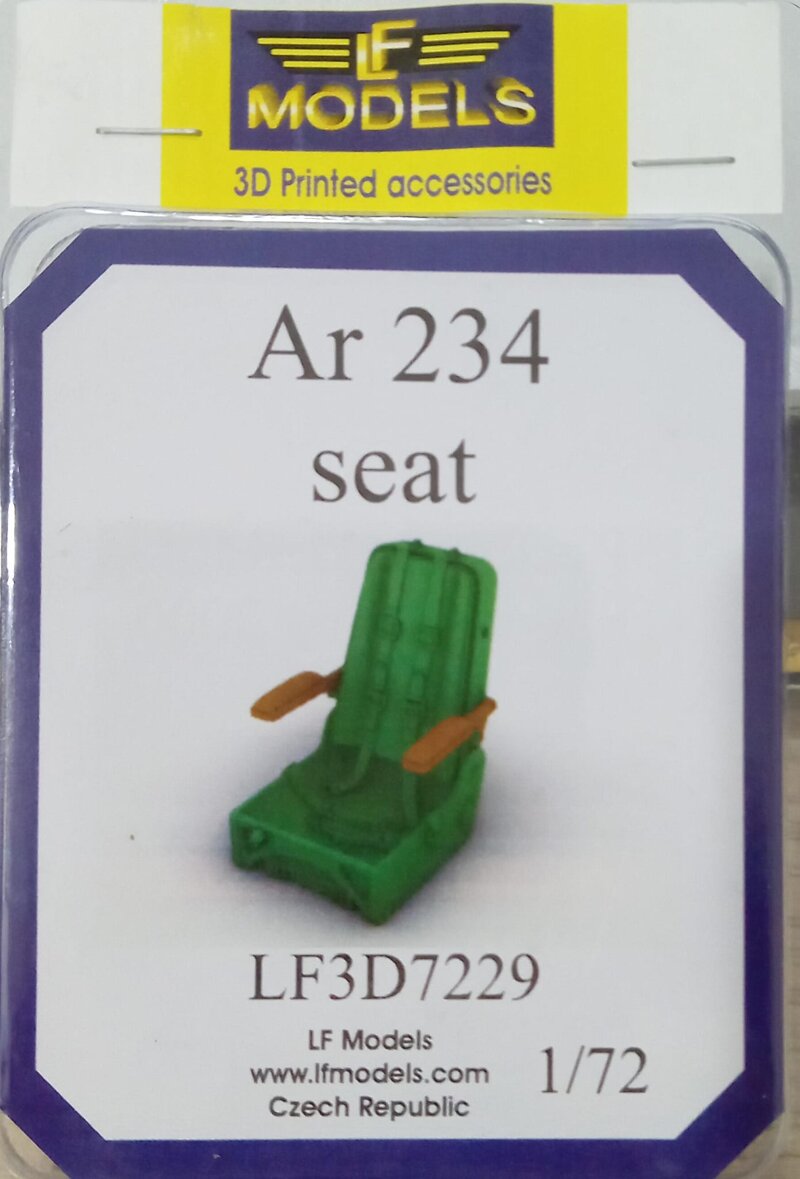 LF
MODELS
3D Printed accessories
Ar 234
seat
LF3D7229
LF Models
www.lfmodels.com
Czech Republic
1/72